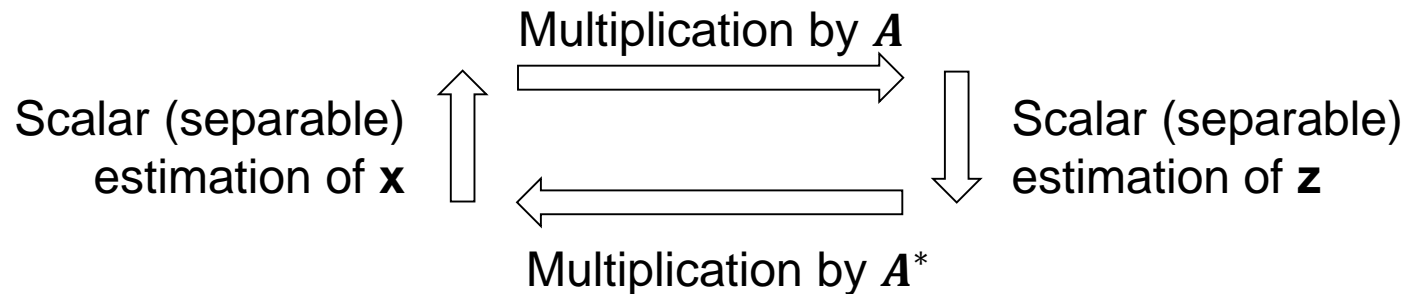 Multiplication by A
Scalar (separable)
estimation of x
Scalar (separable)
estimation of z
Multiplication by A*